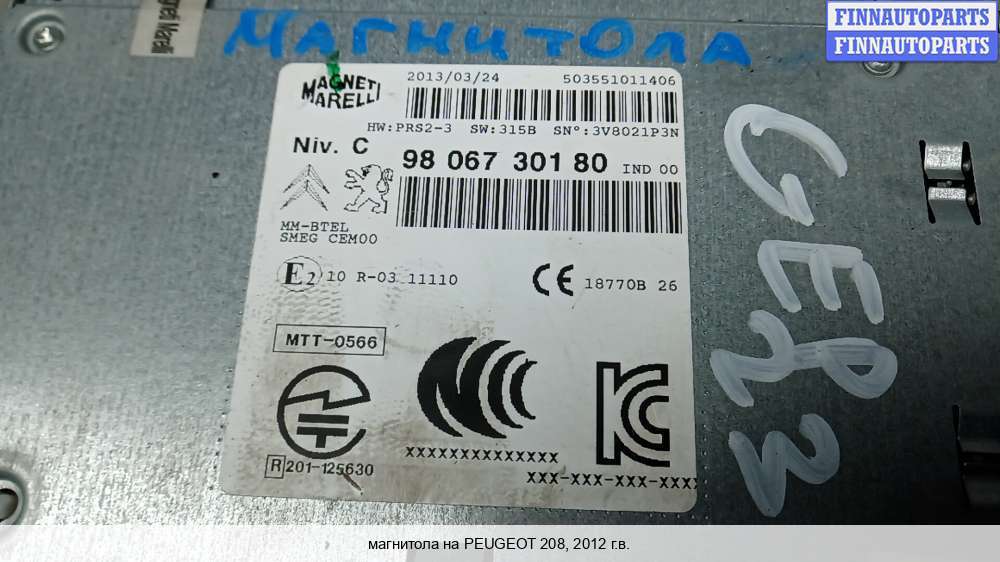 FINNAUTOPARTS
FINNAUTOPARTS
Магнитола
MAGNETI
MARELLI
2013/03/24 503551011406
HW:PRS2-3 SW:315B SN°:3V8021P3N
Niv. C 98 067 301 80 IND 00
MM-BTEL
SMEG CEM00
E2 10 R-03 11110
CE 18770B 26
MTT-0566
R 201-125630
XXXXXXXXXXXXXX
XXX-XXX-XXX-XXXX
магнитола на PEUGEOT 208, 2012 г.в.